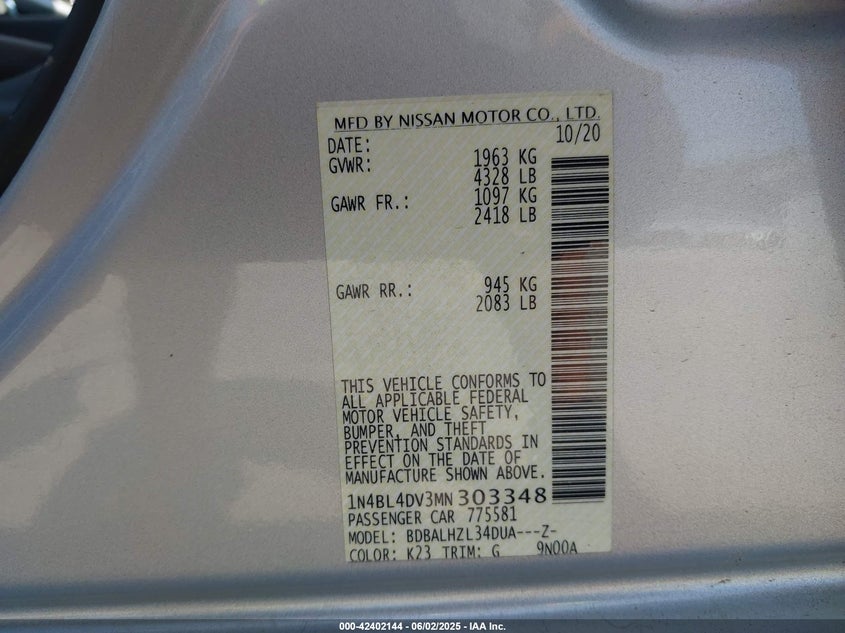 MFD BY NISSAN MOTOR CO., LTD.
DATE: 10/20
GVWR: 1963 KG
4328 LB
GAWR FR.: 1097 KG
2418 LB
GAWR RR.: 945 KG
2083 LB
THIS VEHICLE CONFORMS TO
ALL APPLICABLE FEDERAL
MOTOR VEHICLE SAFETY,
BUMPER, AND THEFT
PREVENTION STANDARDS IN
EFFECT ON THE DATE OF
MANUFACTURE SHOWN ABOVE.
1N4BL4DV3MN303348
PASSENGER CAR 775581
MODEL: BDBALHZL34DUA---Z-
COLOR: K23 TRIM: G 9N00A
000-42402144 - 06/02/2025 - IAA Inc.